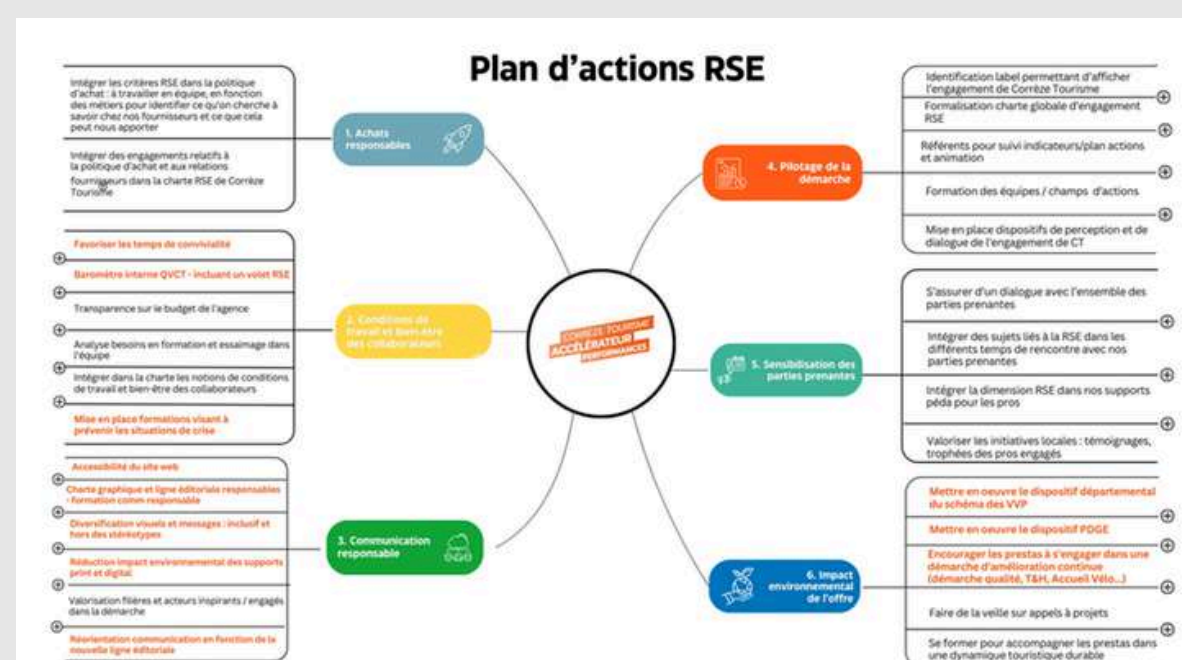 Plan d'actions RSE
Intégrer les critères RSE dans la politique
d'achat : à travailler en équipe, en fonction
des métiers pour identifier ce qu'on cherche à
savoir chez nos fournisseurs et ce que cela
peut nous apporter
Intégrer des engagements relatifs à
la politique d'achat et aux relations
fournisseurs dans la charte RSE de Corrèze
Tourisme
1. Achats
responsables
Favoriser les temps de convivialité
Baromètre interne QVCT - incluant un volet RSE
Transparence sur le budget de l'agence
Analyse besoins en formation et essaimage dans
l'équipe
Intégrer dans la charte les notions de conditions
de travail et bien-être des collaborateurs
Mise en place formations visant à
prévenir les situations de crise
2. Conditions de
travail et bien-être
des collaborateurs
Accessibilité du site web
Charte graphique et ligne éditoriale responsables
- formation comm responsable
Diversification visuels et messages : inclusif et
hors des stéréotypes
Réduction impact environnemental des supports
print et digital
Valorisation filières et acteurs inspirants / engagés
dans la démarche
Réorientation communication en fonction de la
nouvelle ligne éditoriale
3. Communication
responsable
CORRÈZE TOURISME
ACCÉLÉRATEUR
PERFORMANCES
4. Pilotage de la
démarche
Identification label permettant d'afficher
l'engagement de Corrèze Tourisme
Formalisation charte globale d'engagement
RSE
Référents pour suivi indicateurs/plan actions
et animation
Formation des équipes / champs d'actions
Mise en place dispositifs de perception et de
dialogue de l'engagement de CT
5. Sensibilisation des
parties prenantes
S'assurer d'un dialogue avec l'ensemble des
parties prenantes
Intégrer des sujets liés à la RSE dans les
différents temps de rencontre avec nos
parties prenantes
Intégrer la dimension RSE dans nos supports
péda pour les pros
Valoriser les initiatives locales : témoignages,
trophées des pros engagés
6. Impact
environnemental
de l'offre
Mettre en oeuvre le dispositif départemental
du schéma des VVP
Mettre en oeuvre le dispositif PDGE
Encourager les prestas à s'engager dans une
démarche d'amélioration continue
(démarche qualité, T&H, Accueil Vélo...)
Faire de la veille sur appels à projets
Se former pour accompagner les prestas dans
une dynamique touristique durable